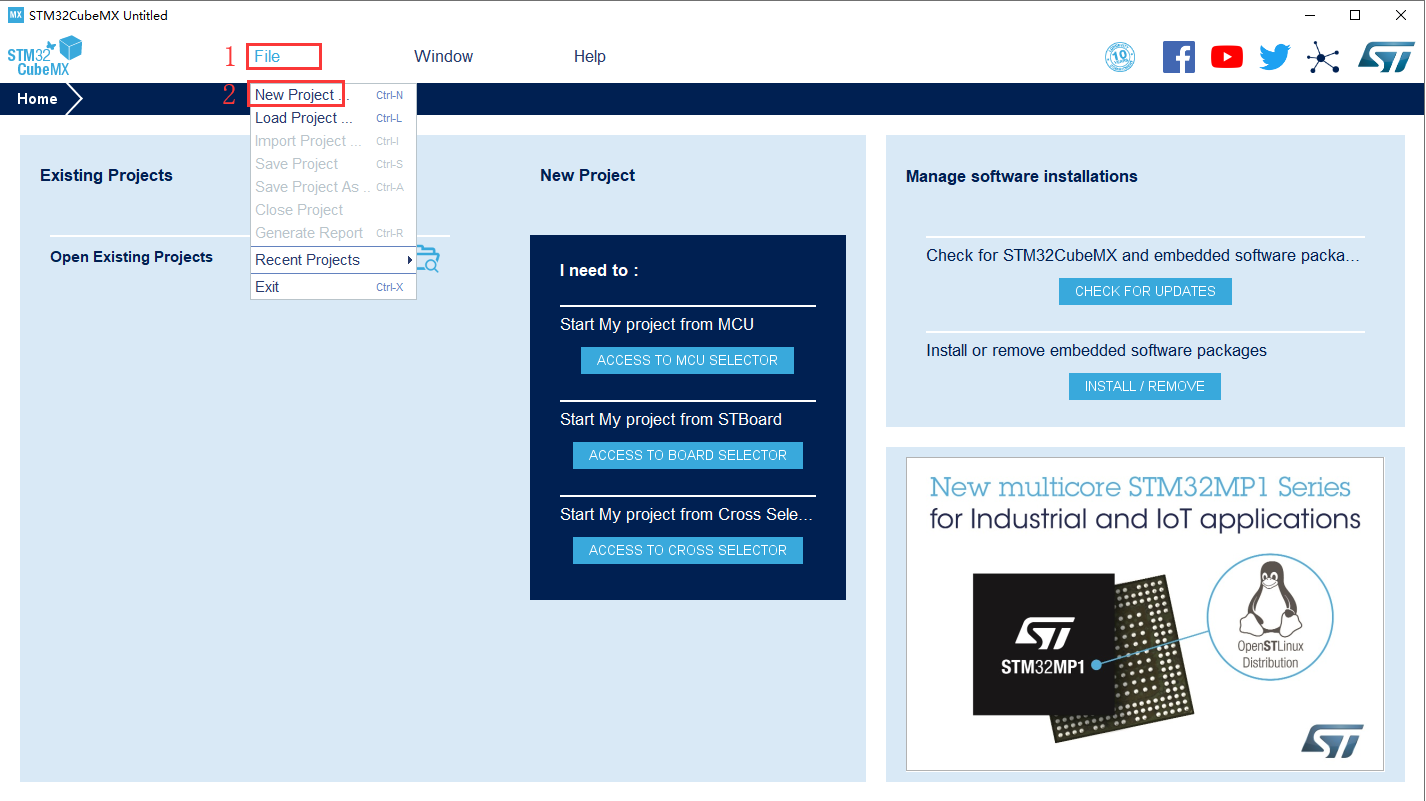 MX STM32CubeMX Untitled
STM32
CubeMX
1 File
Window
Help
10
Home
2 New Project ... Ctrl-N
Load Project ... Ctrl-L
Import Project ... Ctrl-I
Save Project Ctrl-S
Save Project As .. Ctrl-A
Close Project
Generate Report Ctrl-R
Recent Projects
Exit Ctrl-X
Existing Projects
Open Existing Projects
New Project
I need to :
Start My project from MCU
ACCESS TO MCU SELECTOR
Start My project from STBoard
ACCESS TO BOARD SELECTOR
Start My project from Cross Sele...
ACCESS TO CROSS SELECTOR
Manage software installations
Check for STM32CubeMX and embedded software packa...
CHECK FOR UPDATES
Install or remove embedded software packages
INSTALL / REMOVE
New multicore STM32MP1 Series
for Industrial and IoT applications
ST
STM32MP1
OpenSTLinux
Distribution
ST